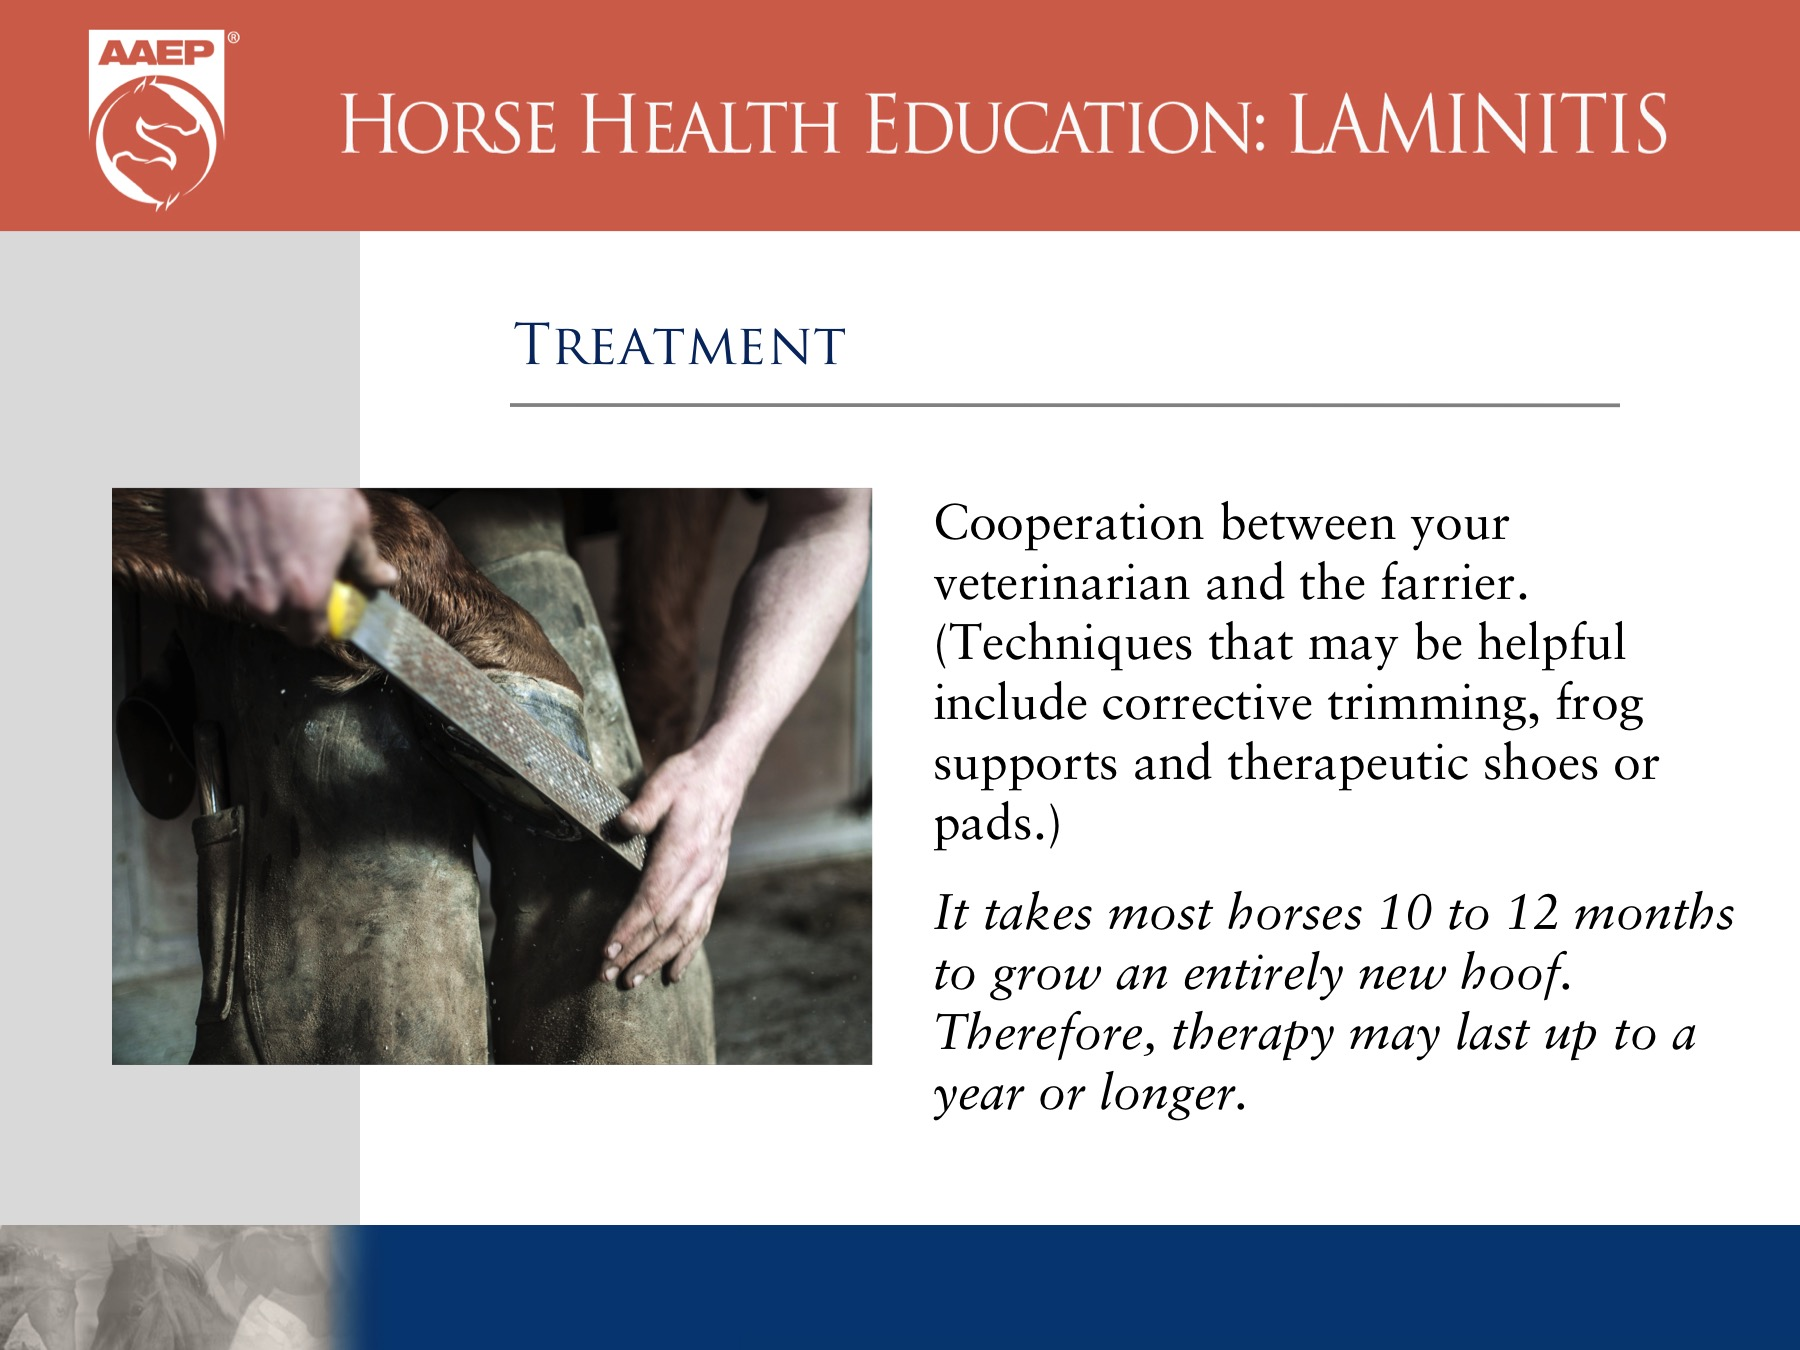 AAEP®
HORSE HEALTH EDUCATION: LAMINITIS
TREATMENT
Cooperation between your
veterinarian and the farrier.
(Techniques that may be helpful
include corrective trimming, frog
supports and therapeutic shoes or
pads.)
It takes most horses 10 to 12 months
to grow an entirely new hoof.
Therefore, therapy may last up to a
year or longer.